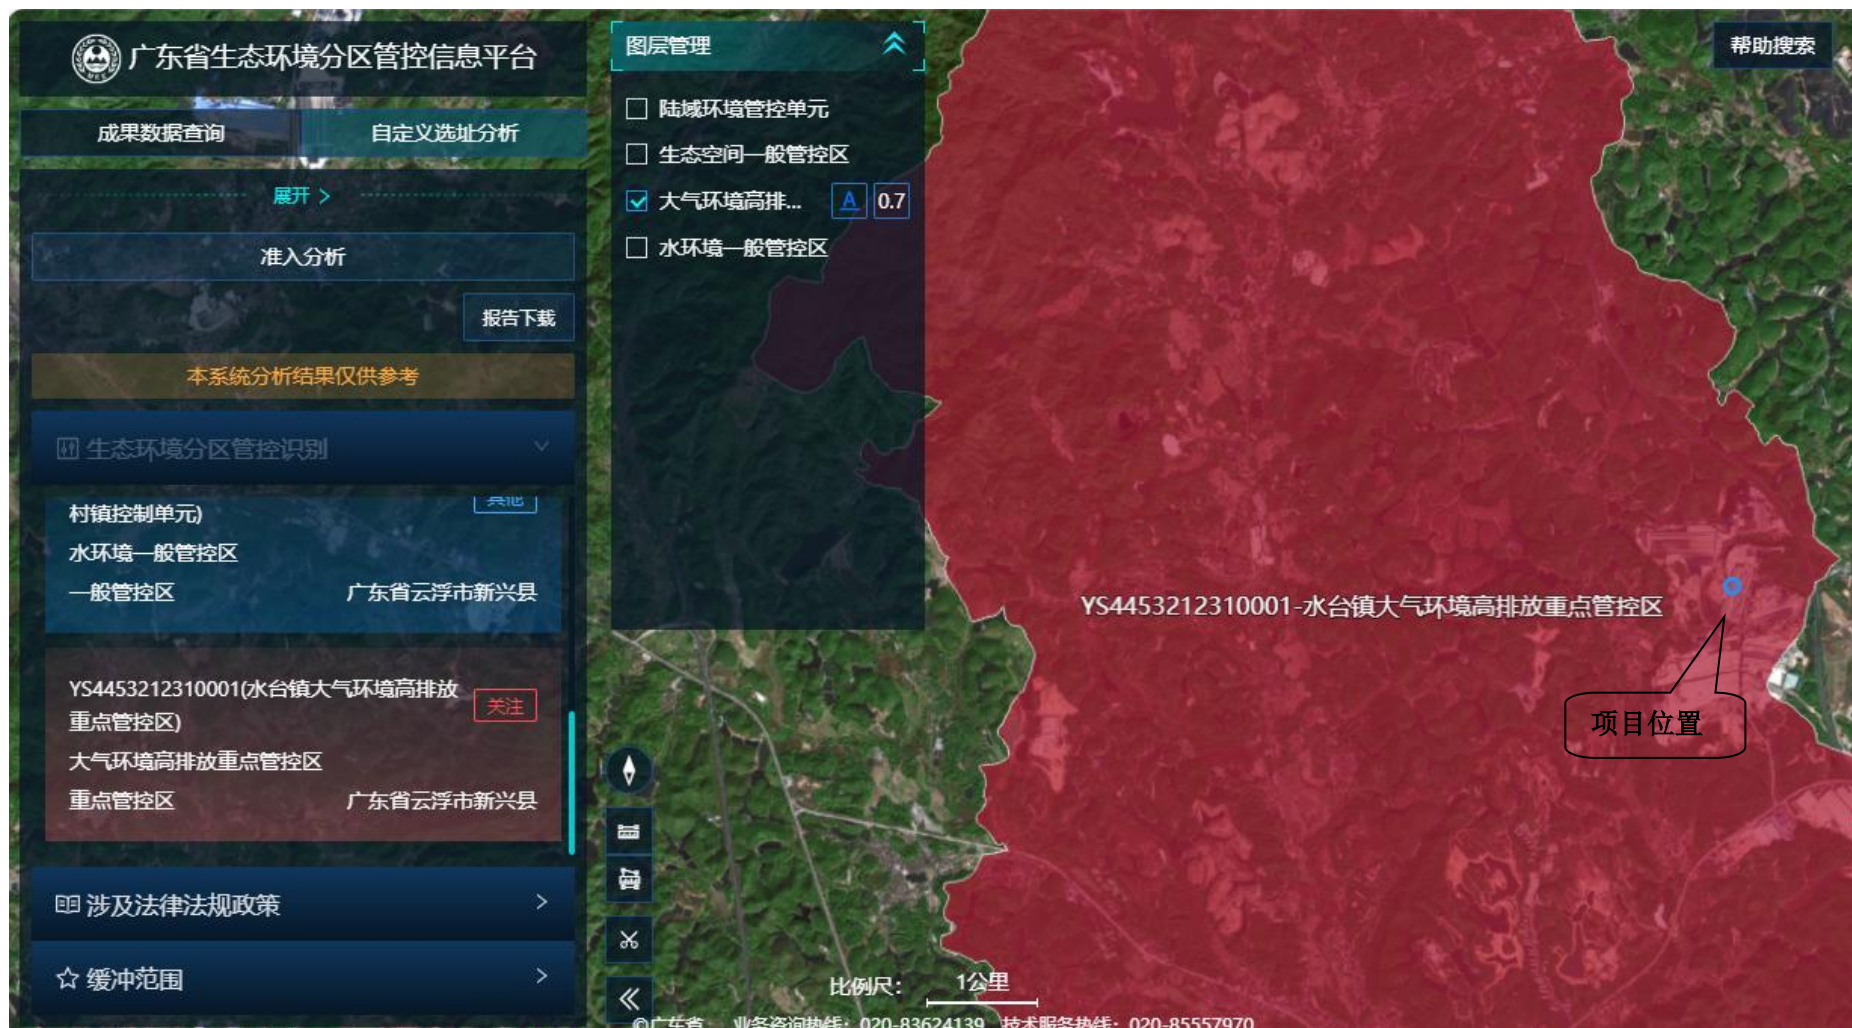 广东省生态环境分区管控信息平台
成果数据查询
自定义选址分析
展开 >
准入分析
报告下载
本系统分析结果仅供参考
生态环境分区管控识别
其他
村镇控制单元)
水环境一般管控区
一般管控区 广东省云浮市新兴县
YS4453212310001(水台镇大气环境高排放
重点管控区)
关注
大气环境高排放重点管控区
重点管控区 广东省云浮市新兴县
涉及法律法规政策
缓冲范围
图层管理
陆域环境管控单元
生态空间一般管控区
大气环境高排... A 0.7
水环境一般管控区
帮助搜索
YS4453212310001-水台镇大气环境高排放重点管控区
项目位置
比例尺: 1公里
©广东省 业务咨询热线: 020-83624139 技术服务热线: 020-85557970